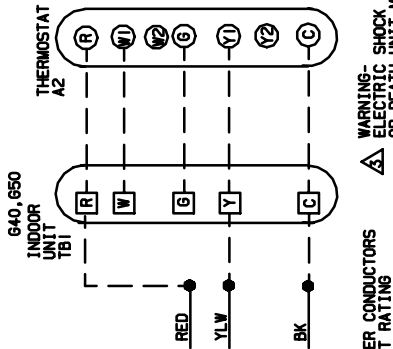 THERMOSTAT
A2
R W1 W2 G Y1 Y2 C
G40, G50
INDOOR
UNIT
TB1
R W G Y C
RED
YLW
BK
3
WARNING-
ELECTRIC SHOCK
ER CONDUCTORS
T RATING